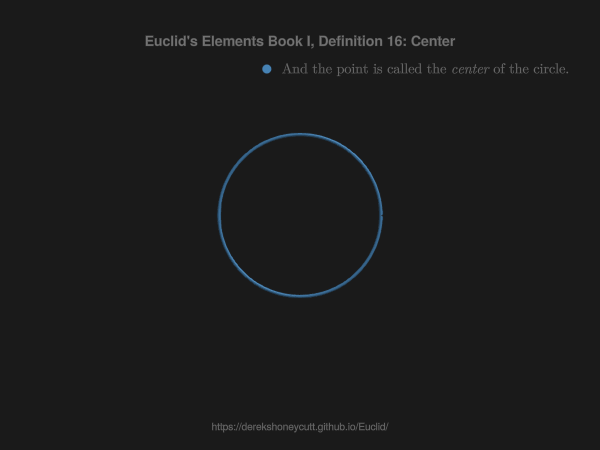 Euclid's Elements Book I, Definition 16: Center
And the point is called the center of the circle.
https://derekshoneycutt.github.io/Euclid/